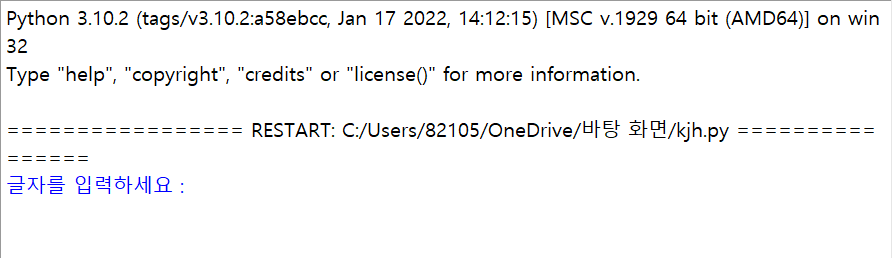 Python 3.10.2 (tags/v3.10.2:a58ebcc, Jan 17 2022, 14:12:15) [MSC v.1929 64 bit (AMD64)] on win
32
Type "help", "copyright", "credits" or "license()" for more information.
================= RESTART: C:/Users/82105/OneDrive/바탕 화면/kjh.py ==========
======
글자를 입력하세요 :